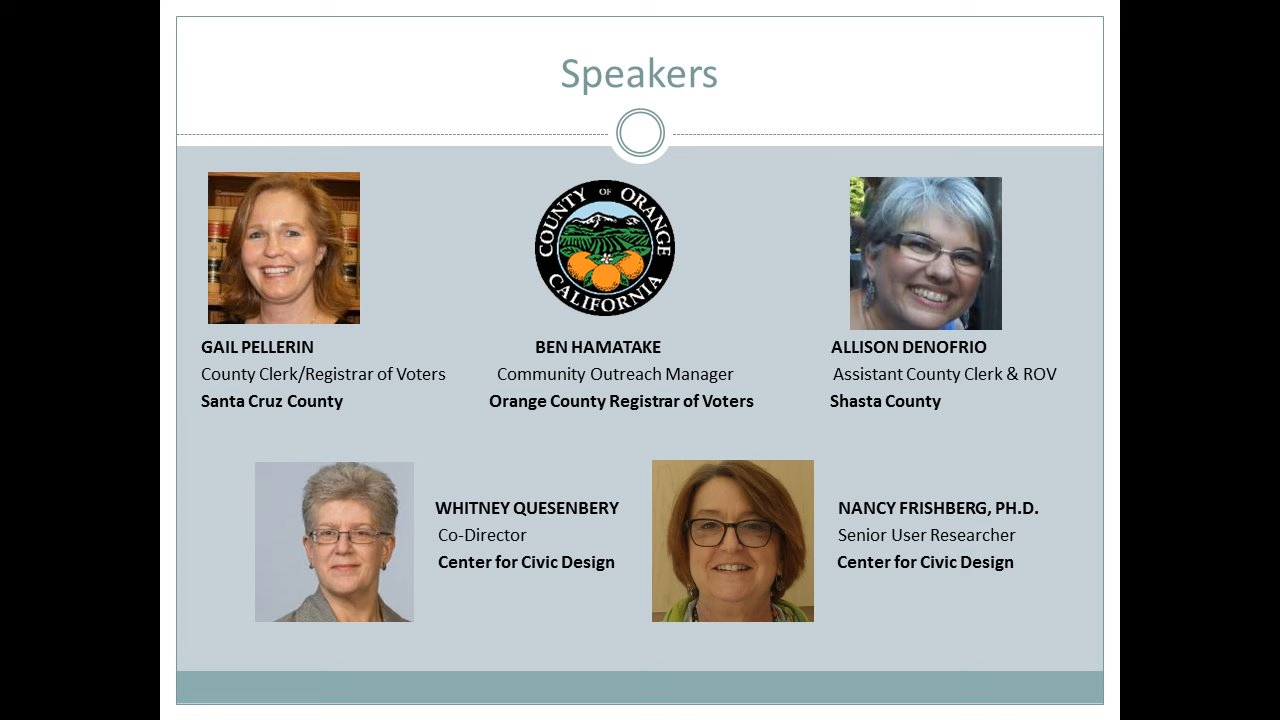 Speakers
COUNTY OF ORANGE
CALIFORNIA
GAIL PELLERIN
County Clerk/Registrar of Voters
Santa Cruz County
BEN HAMATAKE
Community Outreach Manager
Orange County Registrar of Voters
ALLISON DENOFRIO
Assistant County Clerk & ROV
Shasta County
WHITNEY QUESENBERY
Co-Director
Center for Civic Design
NANCY FRISHBERG, PH.D.
Senior User Researcher
Center for Civic Design